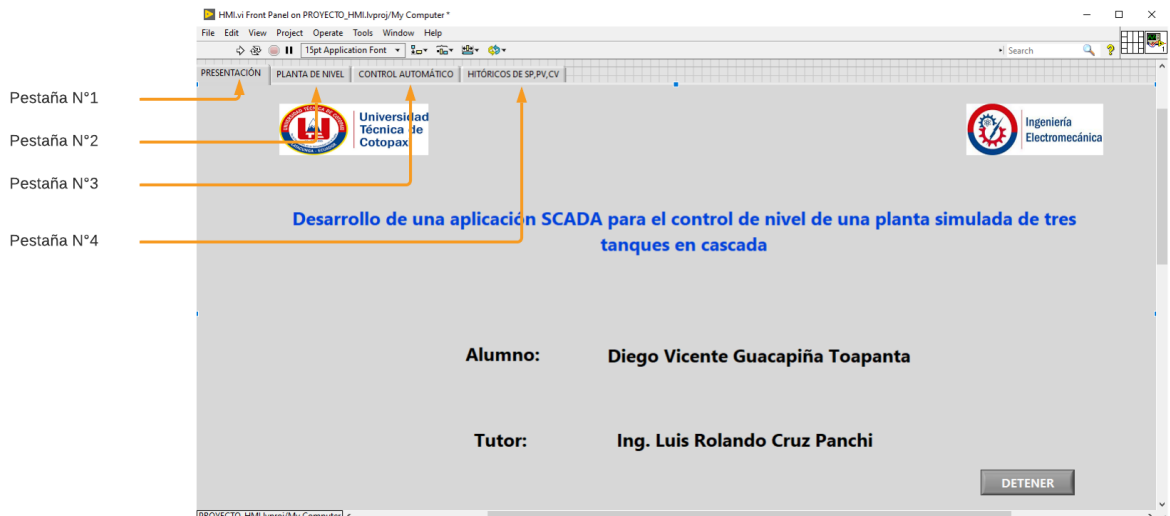 HMI.vi Front Panel on PROYECTO_HMI.lvproj/My Computer *
File Edit View Project Operate Tools Window Help
15pt Application Font
Search
PRESENTACIÓN PLANTA DE NIVEL CONTROL AUTOMÁTICO HITÓRICOS DE SP,PV,CV
Pestaña N°1
Pestaña N°2
Pestaña N°3
Pestaña N°4
Universidad
Técnica de
Cotopaxi
Ingeniería
Electromecánica
Desarrollo de una aplicación SCADA para el control de nivel de una planta simulada de tres
tanques en cascada
Alumno: Diego Vicente Guacapiña Toapanta
Tutor: Ing. Luis Rolando Cruz Panchi
DETENER
PROYECTO_HMI.lvproj/My Computer